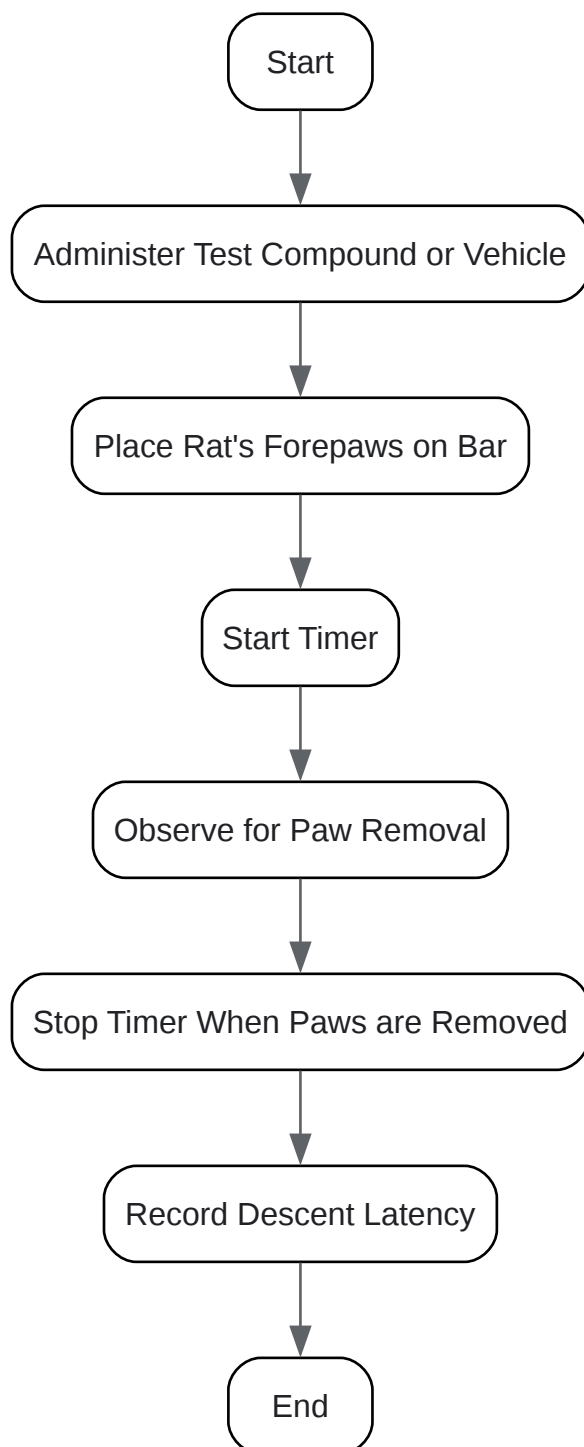 Start
Administer Test Compound or Vehicle
Place Rat's Forepaws on Bar
Start Timer
Observe for Paw Removal
Stop Timer When Paws are Removed
Record Descent Latency
End